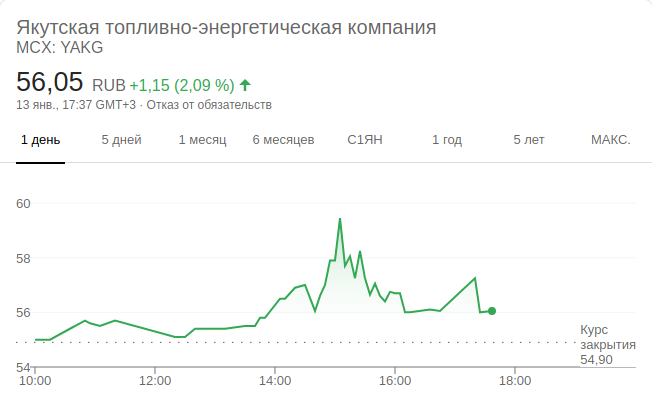 Якутская топливно-энергетическая компания
MCX: YAKG
56,05 RUB +1,15 (2,09 %)
13 янв., 17:37 GMT+3 · Отказ от обязательств
1 день 5 дней 1 месяц 6 месяцев С1ЯН 1 год 5 лет МАКС.
60
58
56
54
Курс
закрытия
54,90
10:00 12:00 14:00 16:00 18:00